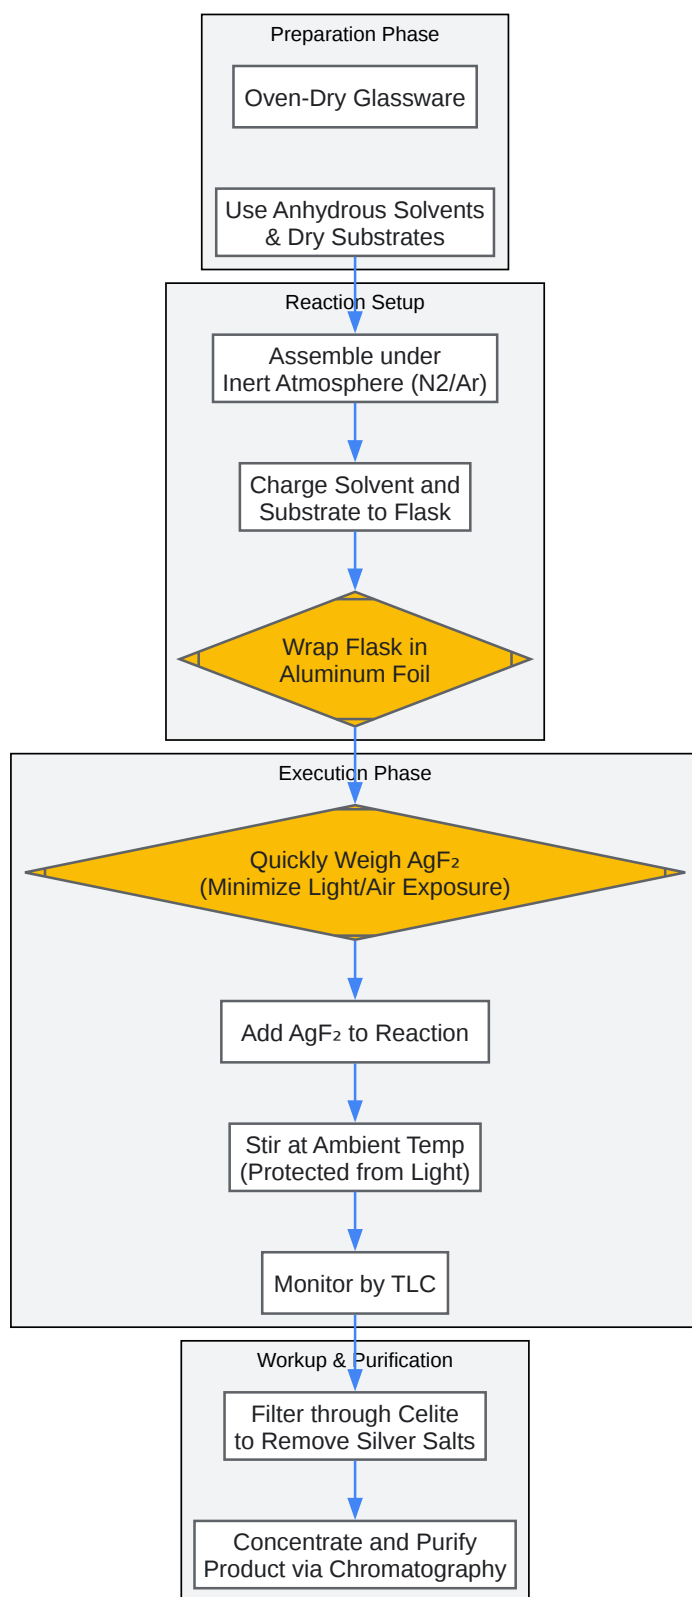 Preparation Phase
Oven-Dry Glassware
Use Anhydrous Solvents
& Dry Substrates
Reaction Setup
Assemble under
Inert Atmosphere (N2/Ar)
Charge Solvent and
Substrate to Flask
Wrap Flask in
Aluminum Foil
Execution Phase
Quickly Weigh AgF₂
(Minimize Light/Air Exposure)
Add AgF₂ to Reaction
Stir at Ambient Temp
(Protected from Light)
Monitor by TLC
Workup & Purification
Filter through Celite
to Remove Silver Salts
Concentrate and Purify
Product via Chromatography